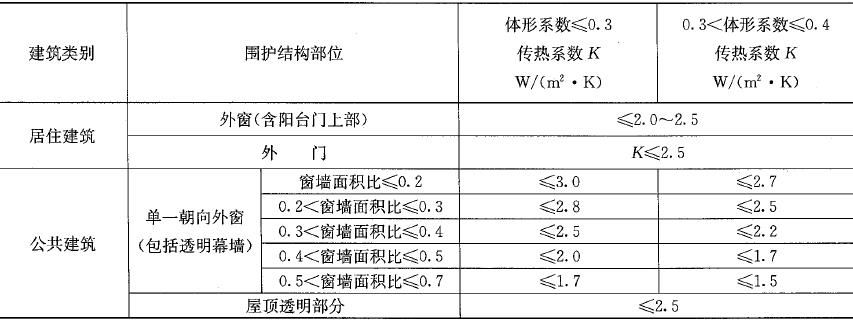 建筑类别 围护结构部位 体形系数≤0.3 传热系数 K W/(m²·K) 0.3<体形系数≤0.4 传热系数 K W/(m²·K)
居住建筑 外窗(含阳台门上部) ≤2.0~2.5
外 门 K≤2.5
公共建筑 单一朝向外窗 (包括透明幕墙) 窗墙面积比≤0.2 ≤3.0 ≤2.7
0.2<窗墙面积比≤0.3 ≤2.8 ≤2.5
0.3<窗墙面积比≤0.4 ≤2.5 ≤2.2
0.4<窗墙面积比≤0.5 ≤2.0 ≤1.7
0.5<窗墙面积比≤0.7 ≤1.7 ≤1.5
屋顶透明部分 ≤2.5